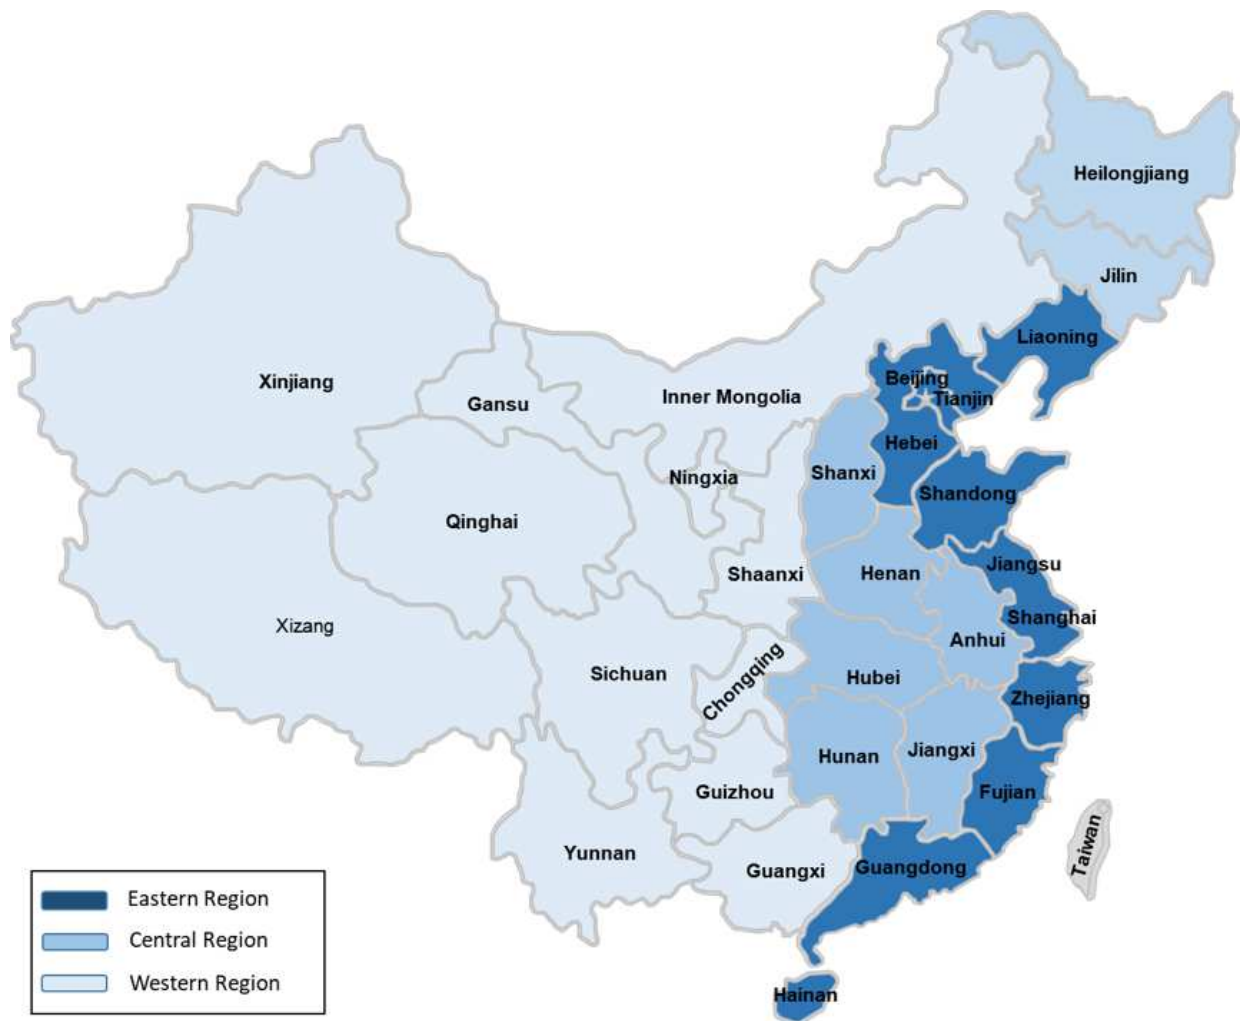 Heilongjiang
Jilin
Liaoning
Beijing
Tianjin
Xinjiang
Gansu
Inner Mongolia
Hebei
Shanxi
Ningxia
Shandong
Qinghai
Jiangsu
Henan
Shaanxi
Shanghai
Xizang
Anhui
Sichuan
Chongqing
Hubei
Zhejiang
Hunan
Jiangxi
Guizhou
Fujian
Taiwan
Yunnan
Guangxi
Guangdong
Hainan
Eastern Region
Central Region
Western Region